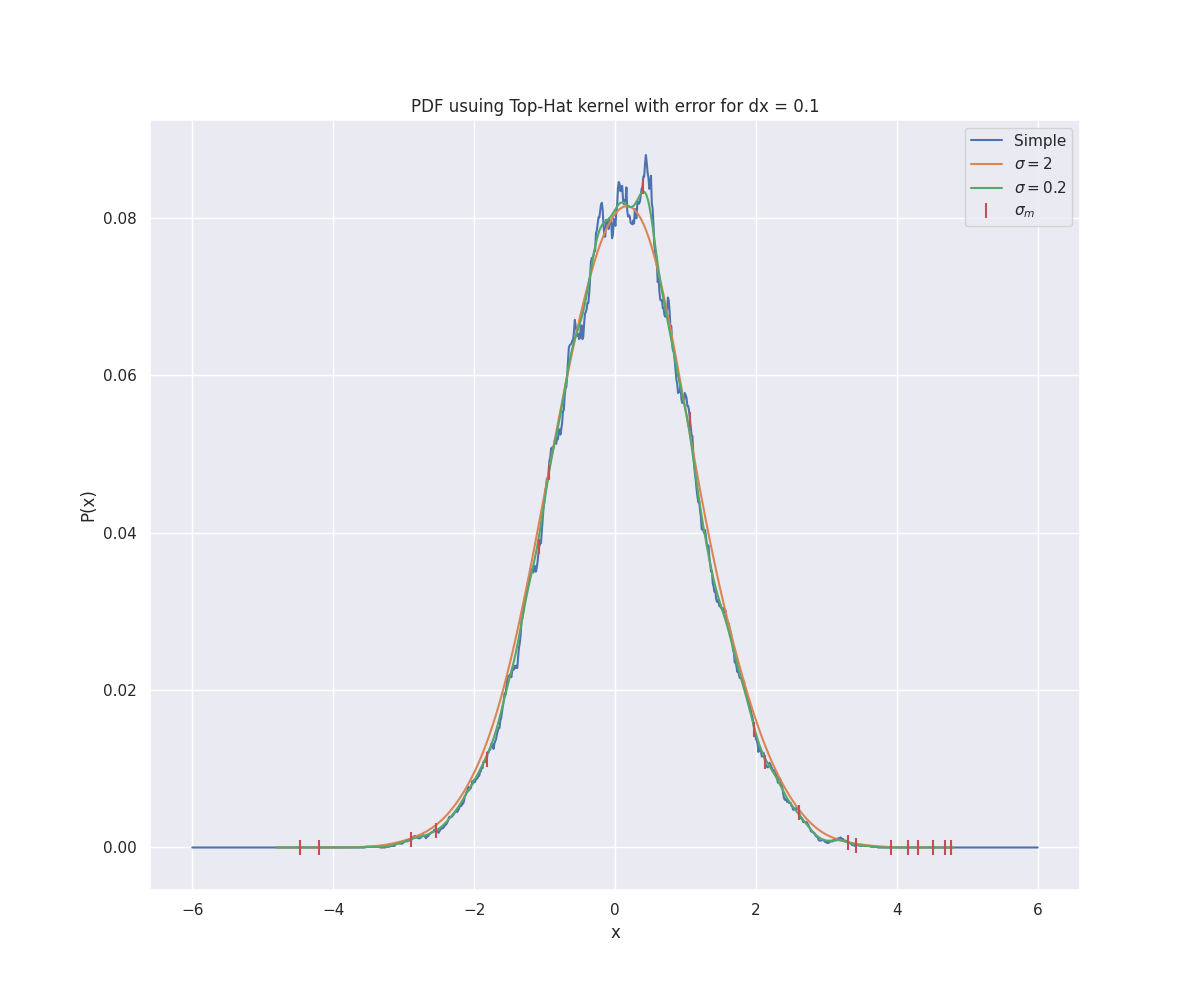 PDF usuing Top-Hat kernel with error for dx = 0.1
Simple
σ = 2
σ = 0.2
σₘ
P(x)
0.08
0.06
0.04
0.02
0.00
−6 −4 −2 0 2 4 6
x